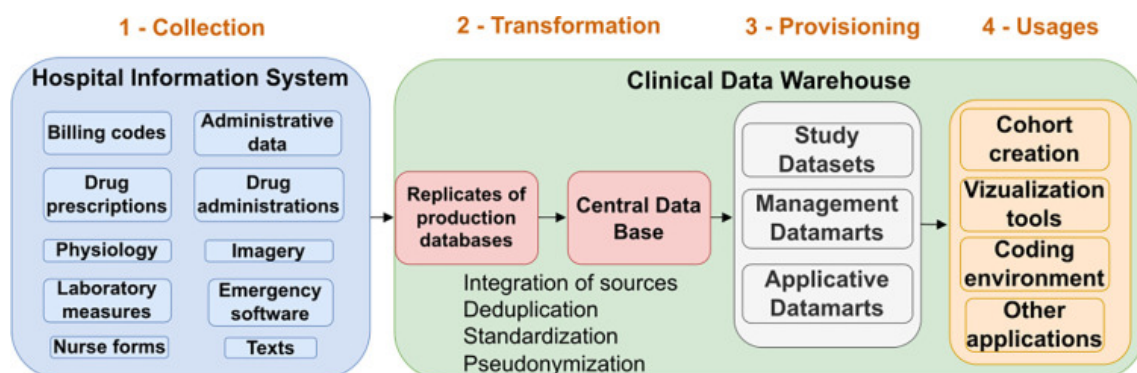 1 - Collection
2 - Transformation
3 - Provisioning
4 - Usages
Hospital Information System
Billing codes
Administrative
data
Drug
prescriptions
Drug
administrations
Physiology
Imagery
Laboratory
measures
Emergency
software
Nurse forms
Texts
Clinical Data Warehouse
Replicates of
production
databases
Central Data
Base
Integration of sources
Deduplication
Standardization
Pseudonymization
Study
Datasets
Management
Datamarts
Applicative
Datamarts
Cohort
creation
Vizualization
tools
Coding
environment
Other
applications